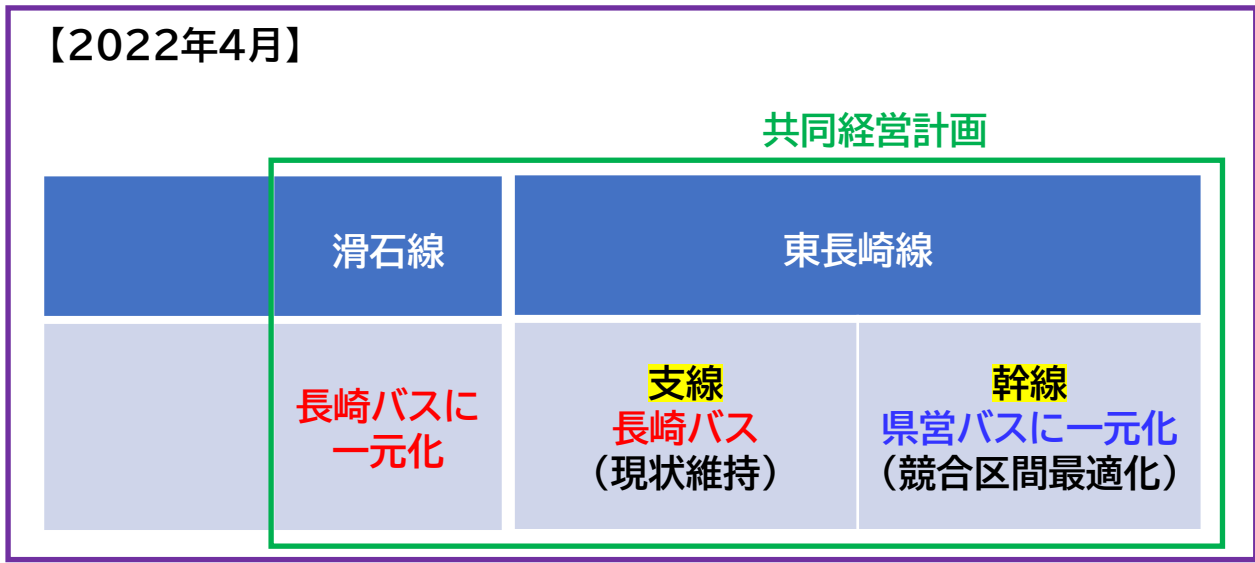 【2022年4月】
共同経営計画
滑石線
東長崎線
長崎バスに
一元化
支線
長崎バス
（現状維持）
幹線
県営バスに一元化
（競合区間最適化）